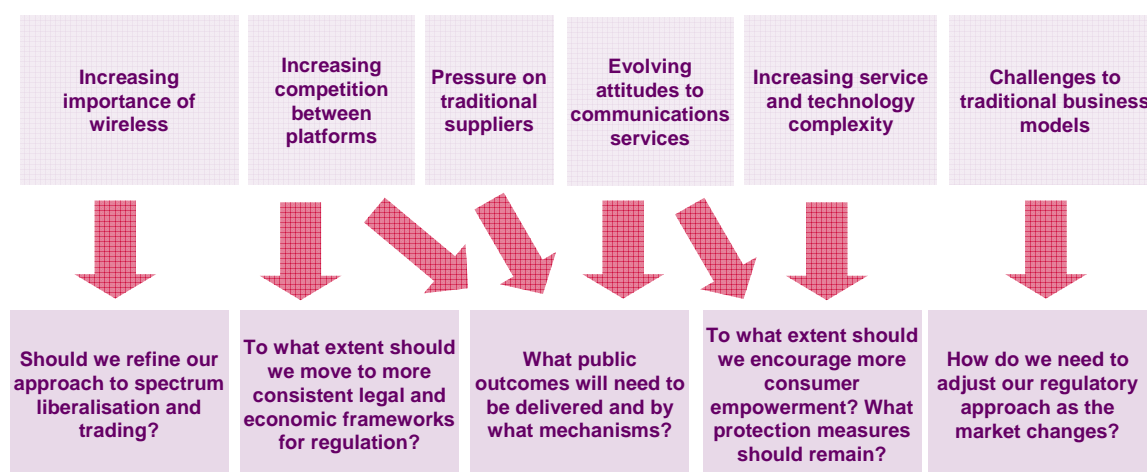 Increasing
importance of
wireless
Increasing
competition
between
platforms
Pressure on
traditional
suppliers
Evolving
attitudes to
communications
services
Increasing service
and technology
complexity
Challenges to
traditional business
models
Should we refine our
approach to spectrum
liberalisation and
trading?
To what extent should
we move to more
consistent legal and
economic frameworks
for regulation?
What public
outcomes will need to
be delivered and by
what mechanisms?
To what extent should
we encourage more
consumer
empowerment? What
protection measures
should remain?
How do we need to
adjust our regulatory
approach as the
market changes?